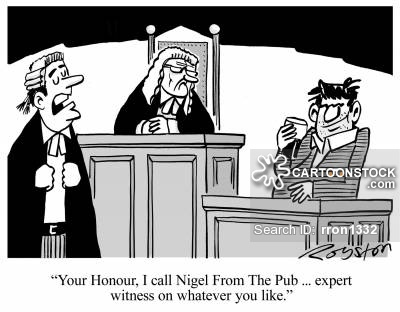 CARTOONSTOCK
.com
Search ID: rron1332
ROYSTON
“Your Honour, I call Nigel From The Pub ... expert
witness on whatever you like.”